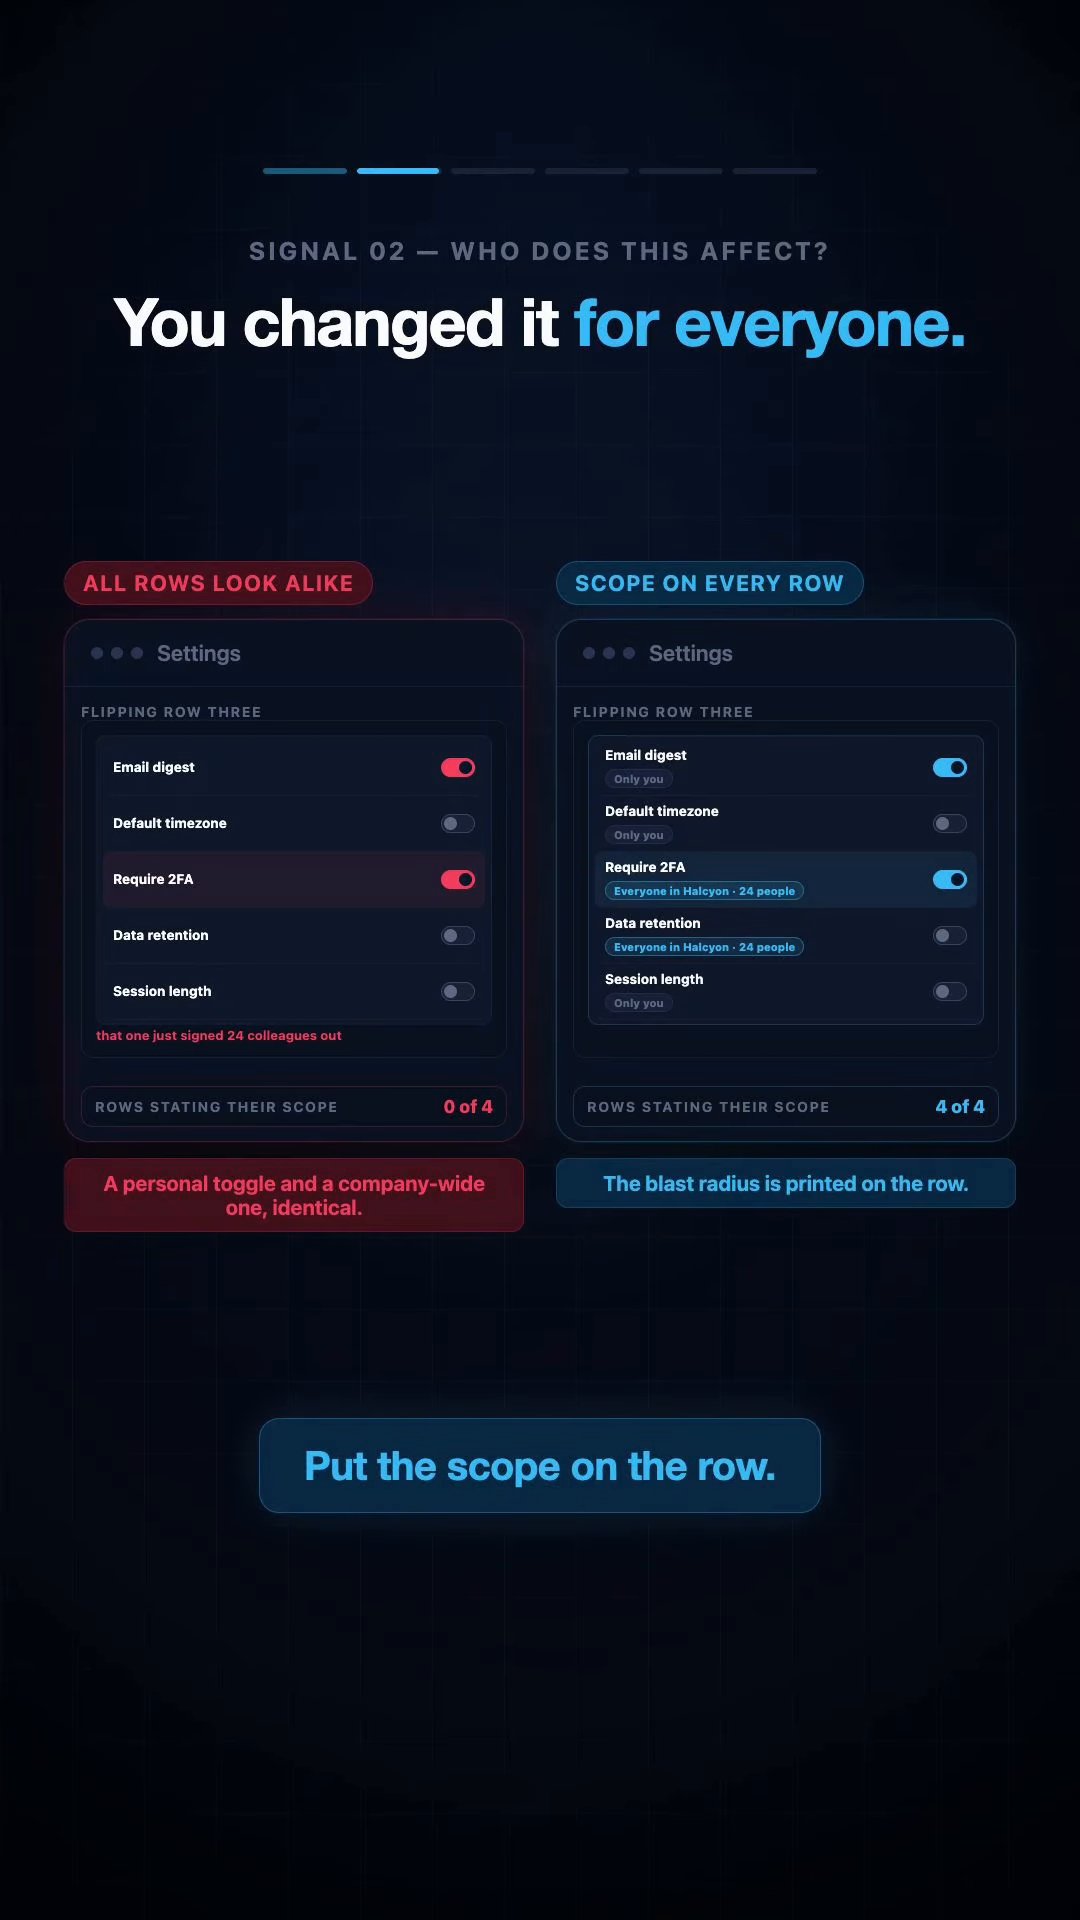 SIGNAL 02 — WHO DOES THIS AFFECT?
You changed it for everyone.
ALL ROWS LOOK ALIKE
Settings
FLIPPING ROW THREE
Email digest
Default timezone
Require 2FA
Data retention
Session length
that one just signed 24 colleagues out
ROWS STATING THEIR SCOPE
0 of 4
A personal toggle and a company-wide
one, identical.
SCOPE ON EVERY ROW
Settings
FLIPPING ROW THREE
Email digest
Only you
Default timezone
Only you
Require 2FA
Everyone in Halcyon · 24 people
Data retention
Everyone in Halcyon · 24 people
Session length
Only you
ROWS STATING THEIR SCOPE
4 of 4
The blast radius is printed on the row.
Put the scope on the row.